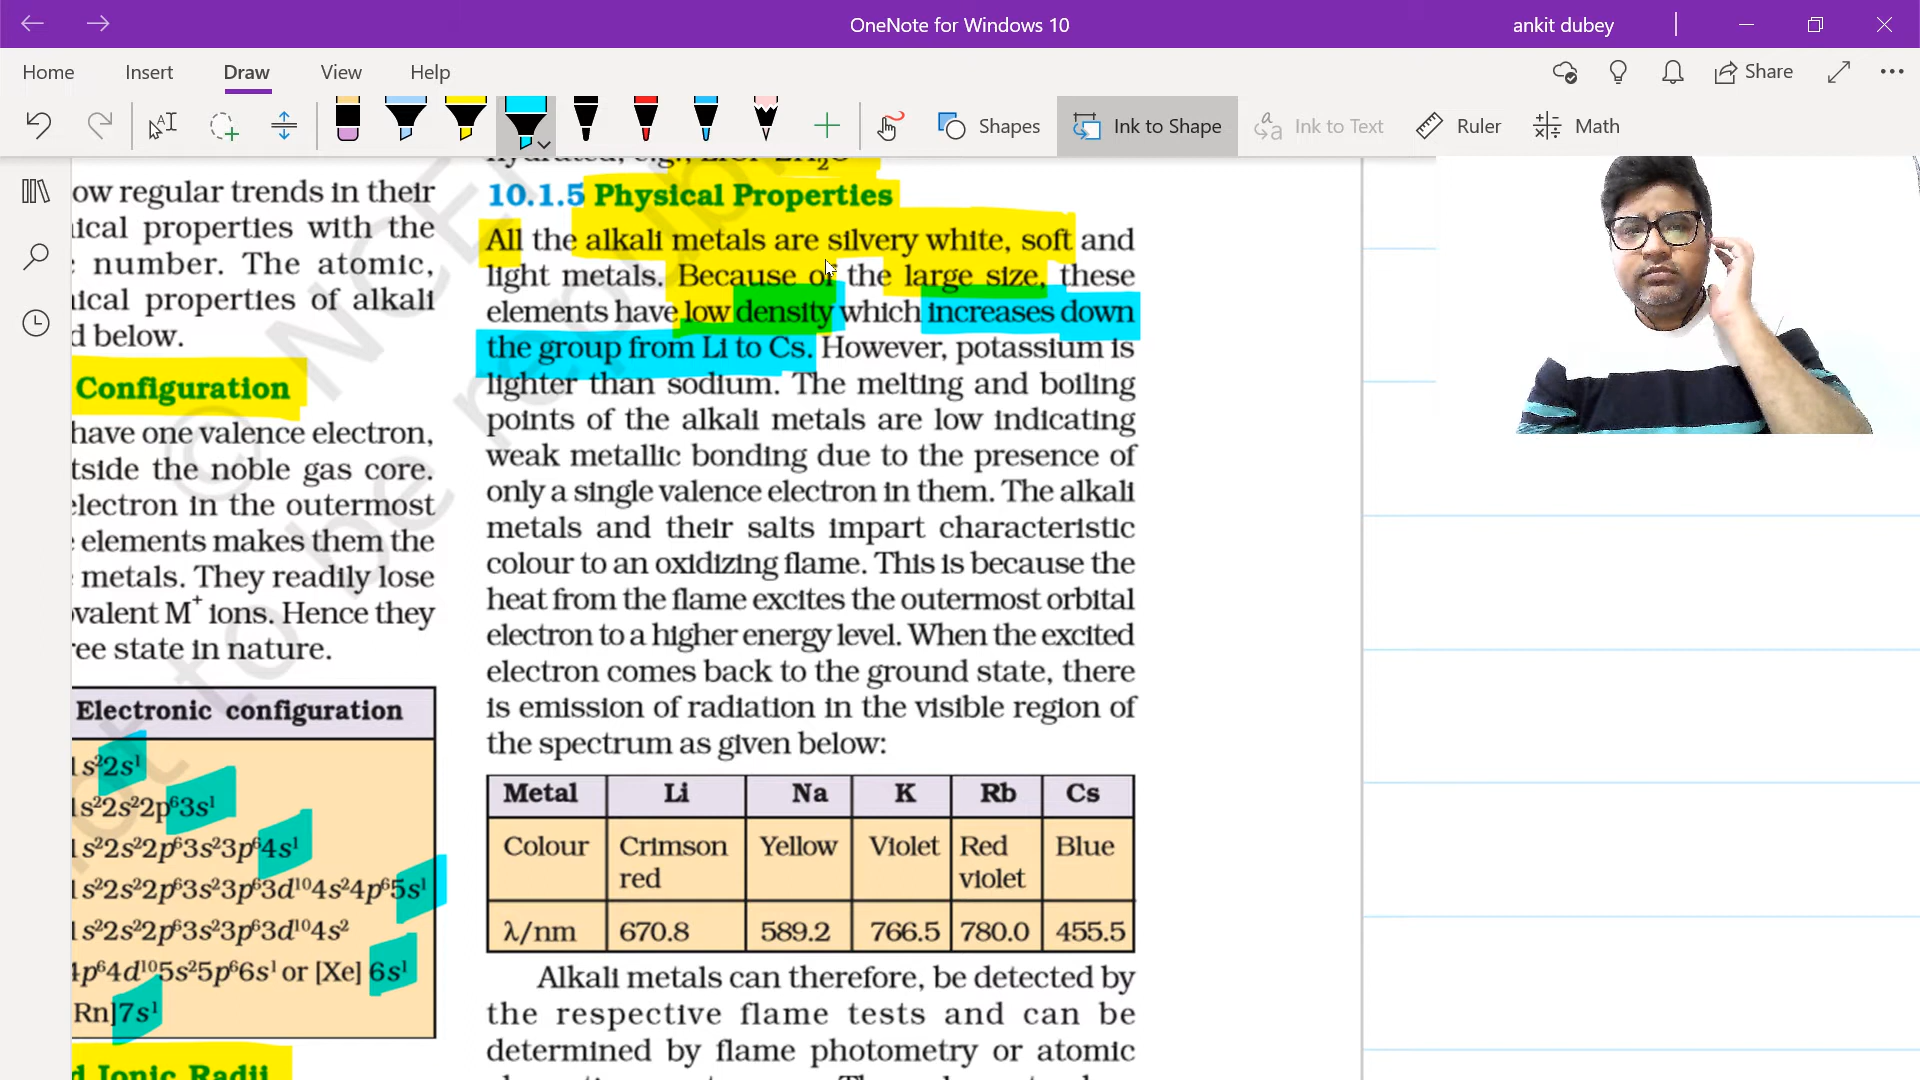 OneNote for Windows 10
ankit dubey
Home Insert Draw View Help
Share
Shapes Ink to Shape Ink to Text Ruler Math
ow regular trends in their
ical properties with the
number. The atomic,
ical properties of alkali
d below.
Configuration
have one valence electron,
tside the noble gas core.
electron in the outermost
elements makes them the
metals. They readily lose
valent M⁺ ions. Hence they
ree state in nature.
Electronic configuration
1s²2s¹
1s²2s²2p⁶3s¹
1s²2s²2p⁶3s²3p⁶4s¹
1s²2s²2p⁶3s²3p⁶3d¹⁰4s²4p⁶5s¹
1s²2s²2p⁶3s²3p⁶3d¹⁰4s²
4p⁶4d¹⁰5s²5p⁶6s¹ or [Xe] 6s¹
Rn]7s¹
d Ionic Radii
10.1.5 Physical Properties
All the alkali metals are silvery white, soft and
light metals. Because of the large size, these
elements have low density which increases down
the group from Li to Cs. However, potassium is
lighter than sodium. The melting and boiling
points of the alkali metals are low indicating
weak metallic bonding due to the presence of
only a single valence electron in them. The alkali
metals and their salts impart characteristic
colour to an oxidizing flame. This is because the
heat from the flame excites the outermost orbital
electron to a higher energy level. When the excited
electron comes back to the ground state, there
is emission of radiation in the visible region of
the spectrum as given below:
Metal Li Na K Rb Cs
Colour Crimson red Yellow Violet Red violet Blue
λ/nm 670.8 589.2 766.5 780.0 455.5
Alkali metals can therefore, be detected by
the respective flame tests and can be
determined by flame photometry or atomic